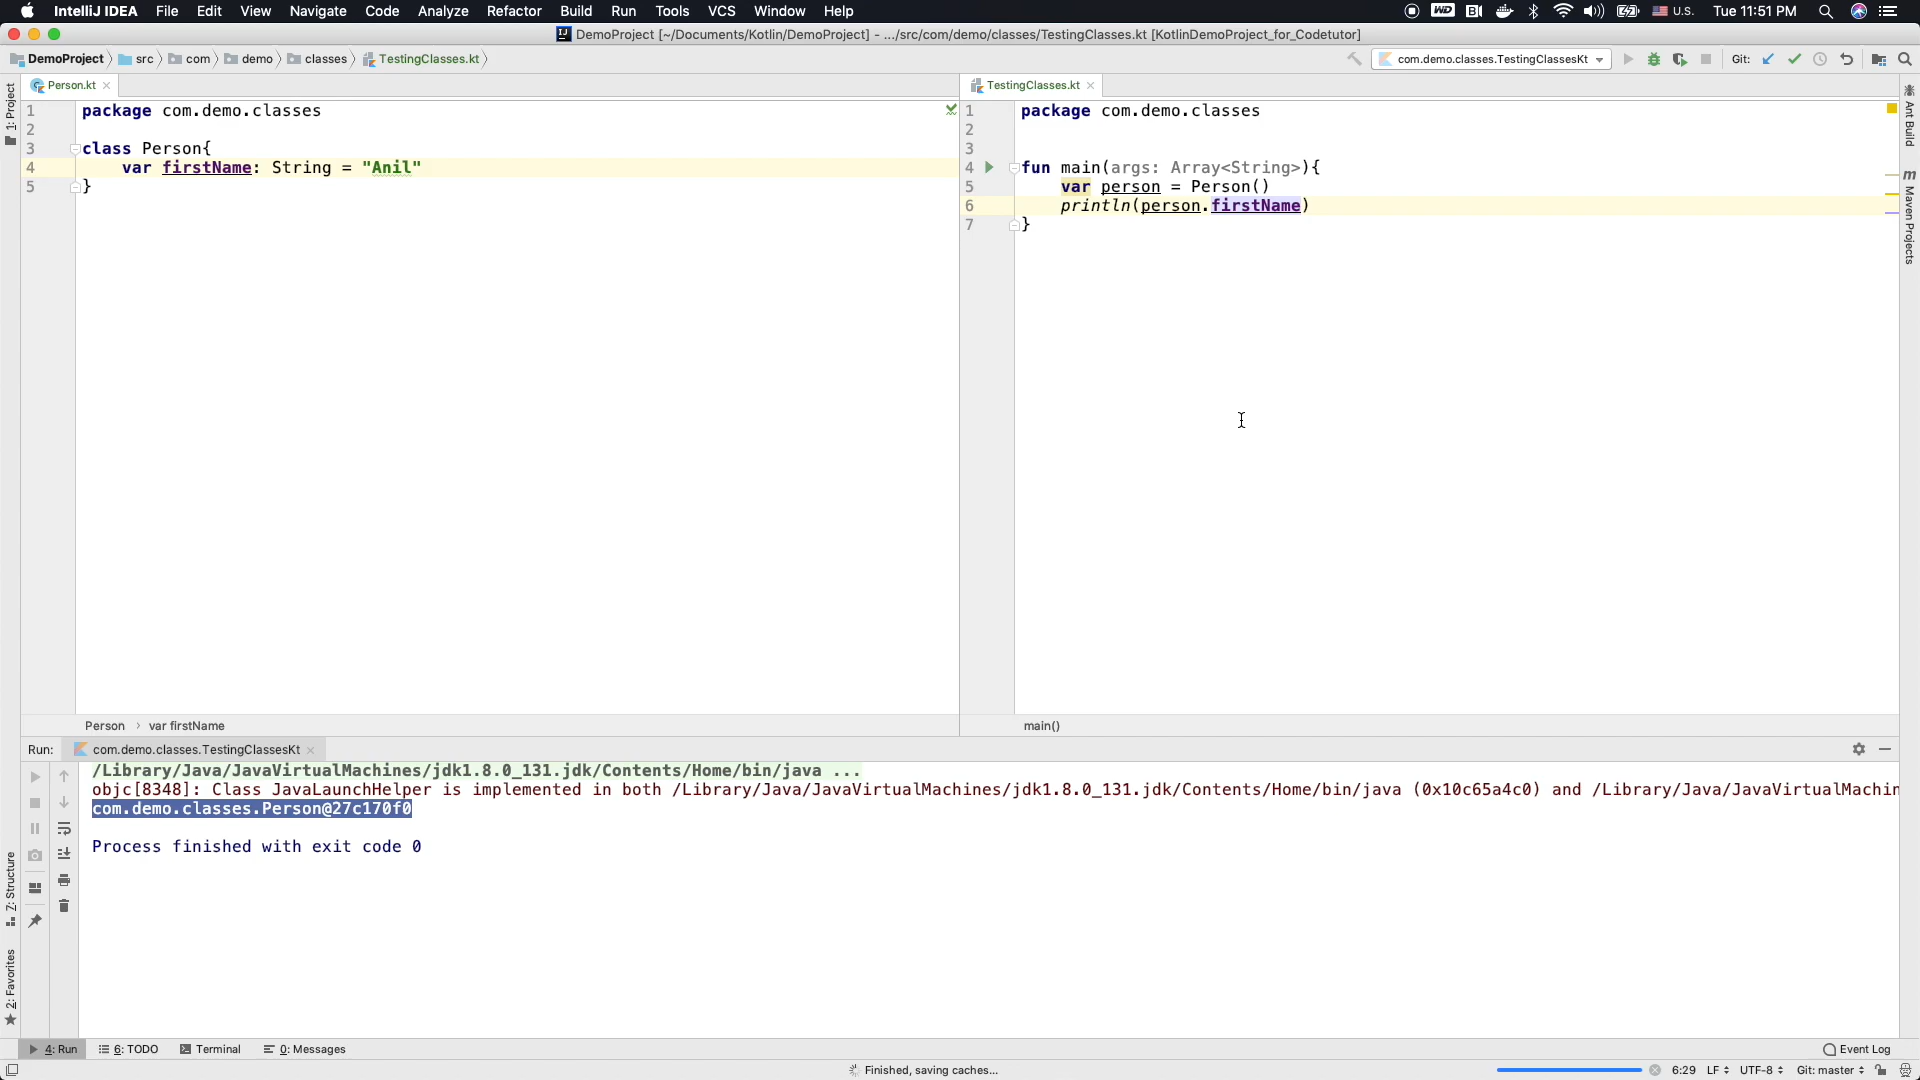 IntelliJ IDEA File Edit View Navigate Code Analyze Refactor Build Run Tools VCS Window Help WD U.S. Tue 11:51 PM
DemoProject [~/Documents/Kotlin/DemoProject] - .../src/com/demo/classes/TestingClasses.kt [KotlinDemoProject_for_Codetutor]
DemoProject src com demo classes TestingClasses.kt com.demo.classes.TestingClassesKt Git:
1: Project
Person.kt
1 package com.demo.classes
2
3 class Person{
4 var firstName: String = "Anil"
5 }
Person › var firstName
TestingClasses.kt
1 package com.demo.classes
2
3
4 fun main(args: Array<String>){
5 var person = Person()
6 println(person.firstName)
7 }
main()
Ant Build
m Maven Projects
Run: com.demo.classes.TestingClassesKt
/Library/Java/JavaVirtualMachines/jdk1.8.0_131.jdk/Contents/Home/bin/java ...
objc[8348]: Class JavaLaunchHelper is implemented in both /Library/Java/JavaVirtualMachines/jdk1.8.0_131.jdk/Contents/Home/bin/java (0x10c65a4c0) and /Library/Java/JavaVirtualMachin
com.demo.classes.Person@27c170f0
Process finished with exit code 0
Z: Structure
2: Favorites
4: Run 6: TODO Terminal 0: Messages Event Log
Finished, saving caches... 6:29 LF UTF-8 Git: master